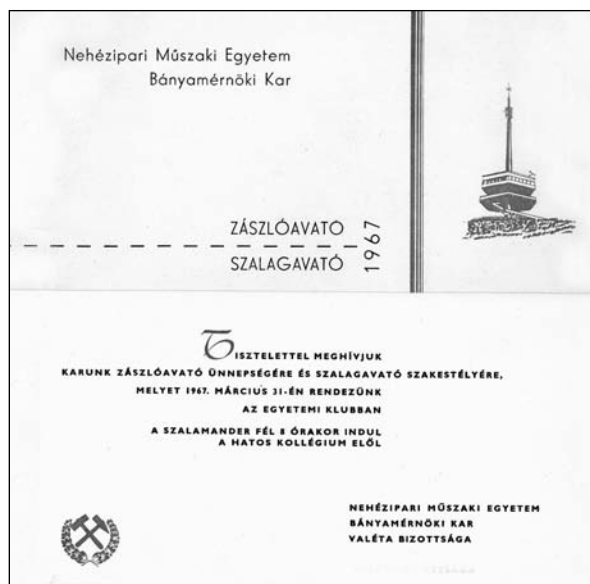 Nehézipari Műszaki Egyetem
Bányamérnöki Kar
ZÁSZLÓAVATÓ
SZALAGAVATÓ
1967
TISZTELETTEL MEGHÍVJUK
KARUNK ZÁSZLÓAVATÓ ÜNNEPSÉGÉRE ÉS SZALAGAVATÓ SZAKESTÉLYÉRE,
MELYET 1967. MÁRCIUS 31-ÉN RENDEZÜNK
AZ EGYETEMI KLUBBAN
A SZALAMANDER FÉL 8 ÓRAKOR INDUL
A HATOS KOLLÉGIUM ELŐL
NEHÉZIPARI MŰSZAKI EGYETEM
BÁNYAMÉRNÖKI KAR
VALÉTA BIZOTTSÁGA